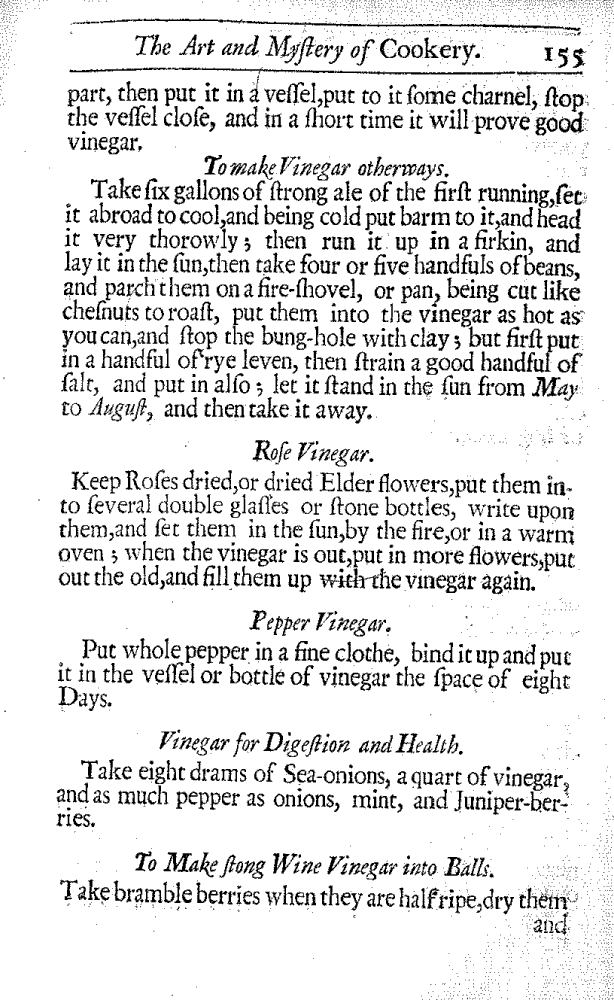 The Art and Myſtery of Cookery. 155
part, then put it in a veſſel,put to it ſome charnel, ſtop
the veſſel cloſe, and in a ſhort time it will prove good
vinegar.
To make Vinegar otherways.
Take ſix gallons of ſtrong ale of the firſt running,ſet
it abroad to cool,and being cold put barm to it,and head
it very thorowly; then run it up in a firkin, and
lay it in the ſun,then take four or five handfuls of beans,
and parch them on a fire-ſhovel, or pan, being cut like
cheſnuts to roaſt, put them into the vinegar as hot as
you can,and ſtop the bung-hole with clay; but firſt put
in a handful of rye leven, then ſtrain a good handful of
ſalt, and put in alſo; let it ſtand in the ſun from May
to Auguſt, and then take it away.
Roſe Vinegar.
Keep Roſes dried,or dried Elder flowers,put them in-
to ſeveral double glaſſes or ſtone bottles, write upon
them,and ſet them in the ſun,by the fire,or in a warm
oven; when the vinegar is out,put in more flowers,put
out the old,and fill them up with the vinegar again.
Pepper Vinegar.
Put whole pepper in a fine clothe, bind it up and put
it in the veſſel or bottle of vinegar the ſpace of eight
Days.
Vinegar for Digeſtion and Health.
Take eight drams of Sea-onions, a quart of vinegar,
and as much pepper as onions, mint, and Juniper-ber-
ries.
To Make ſtong Wine Vinegar into Balls.
Take bramble berries when they are half ripe,dry them
and